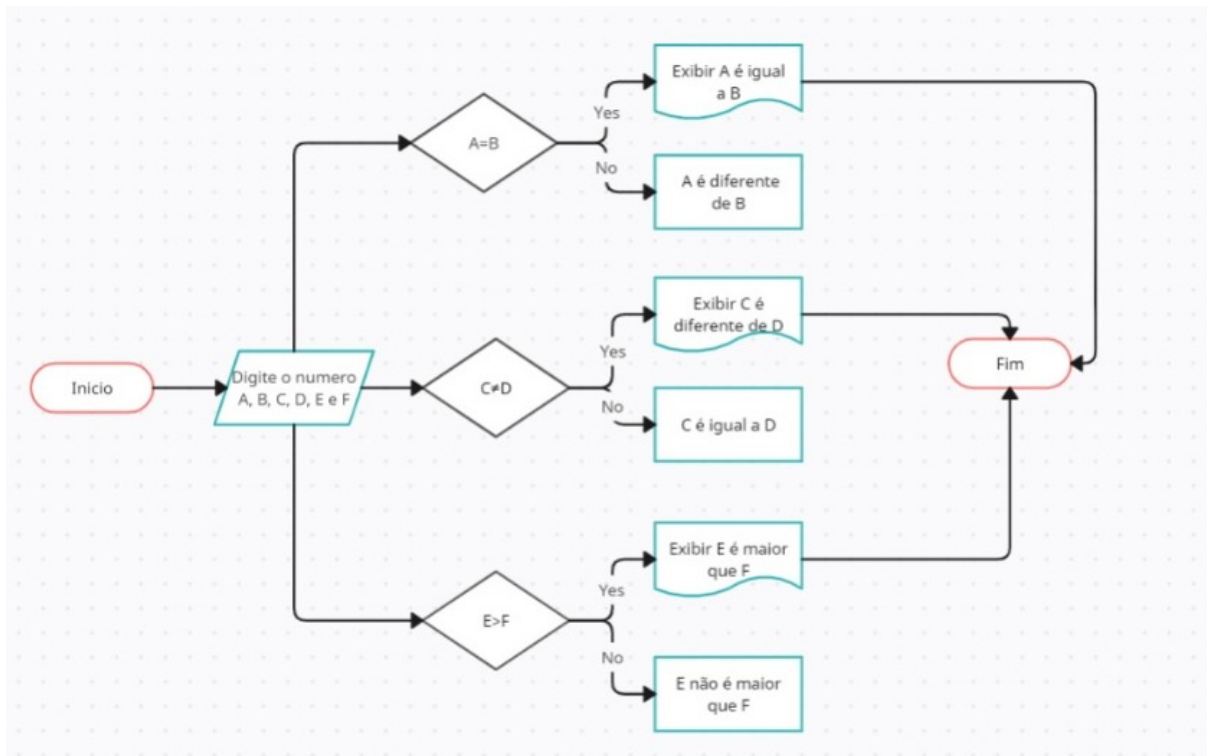 Exibir A é igual
a B
Yes
A=B
No
A é diferente
de B
Exibir C é
diferente de D
Yes
Inicio
Digite o numero
A, B, C, D, E e F
C≠D
Fim
No
C é igual a D
Exibir E é maior
que F
Yes
E>F
No
E não é maior
que F